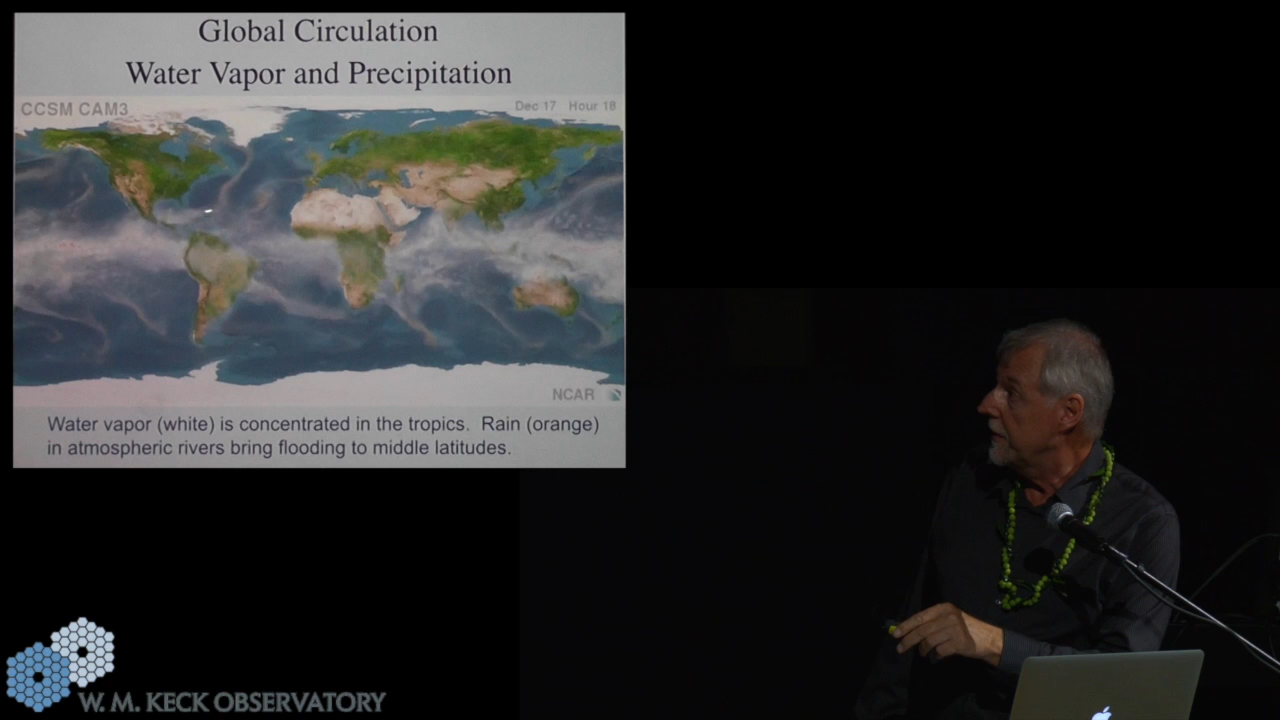 Global Circulation
Water Vapor and Precipitation
CCSM CAM3
Dec 17 Hour 18
NCAR
Water vapor (white) is concentrated in the tropics. Rain (orange)
in atmospheric rivers bring flooding to middle latitudes.
W. M. KECK OBSERVATORY